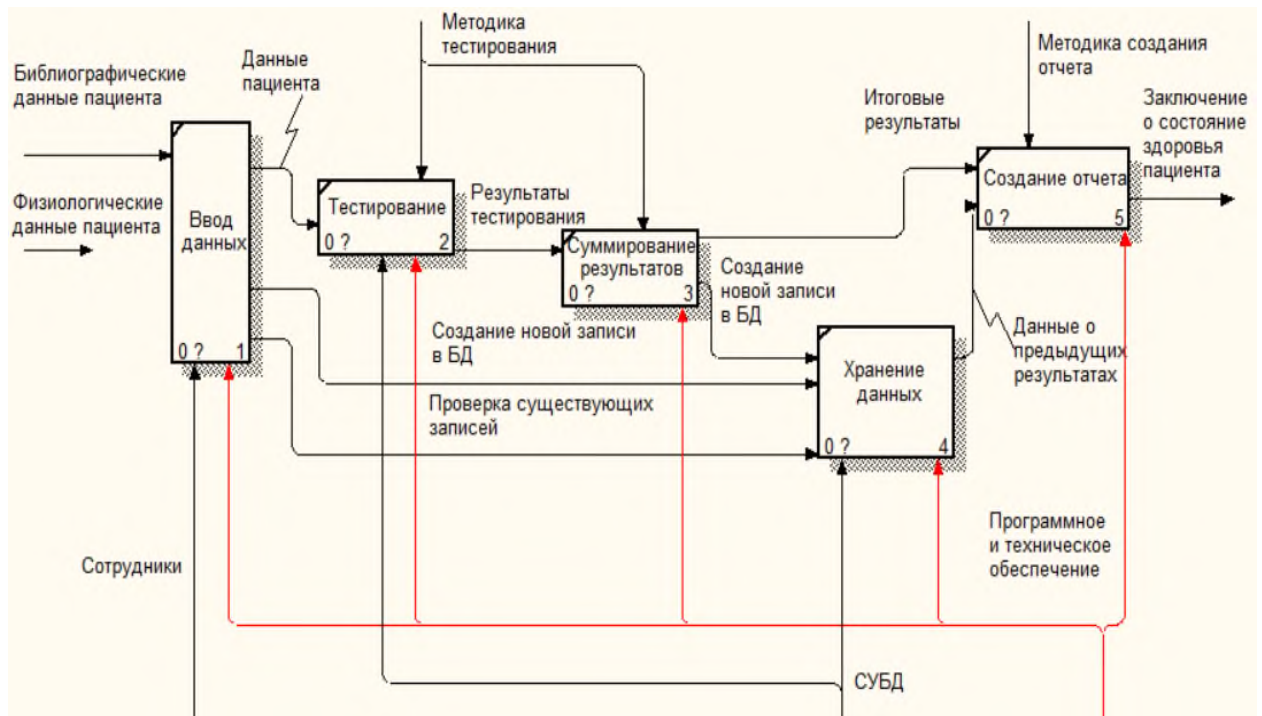 Методика
тестирования
Методика создания
отчета
Данные
пациента
Библиографические
данные пациента
Итоговые
результаты
Заключение
о состояние
здоровья
пациента
Физиологические
данные пациента
Ввод
данных
0 ?
1
Тестирование
0 ?
2
Результаты
тестирования
Суммирование
результатов
0 ?
3
Создание отчета
0 ?
5
Создание
новой записи
в БД
Создание новой записи
в БД
Данные о
предыдущих
результатах
Хранение
данных
0 ?
4
Проверка существующих
записей
Программное
и техническое
обеспечение
Сотрудники
СУБД